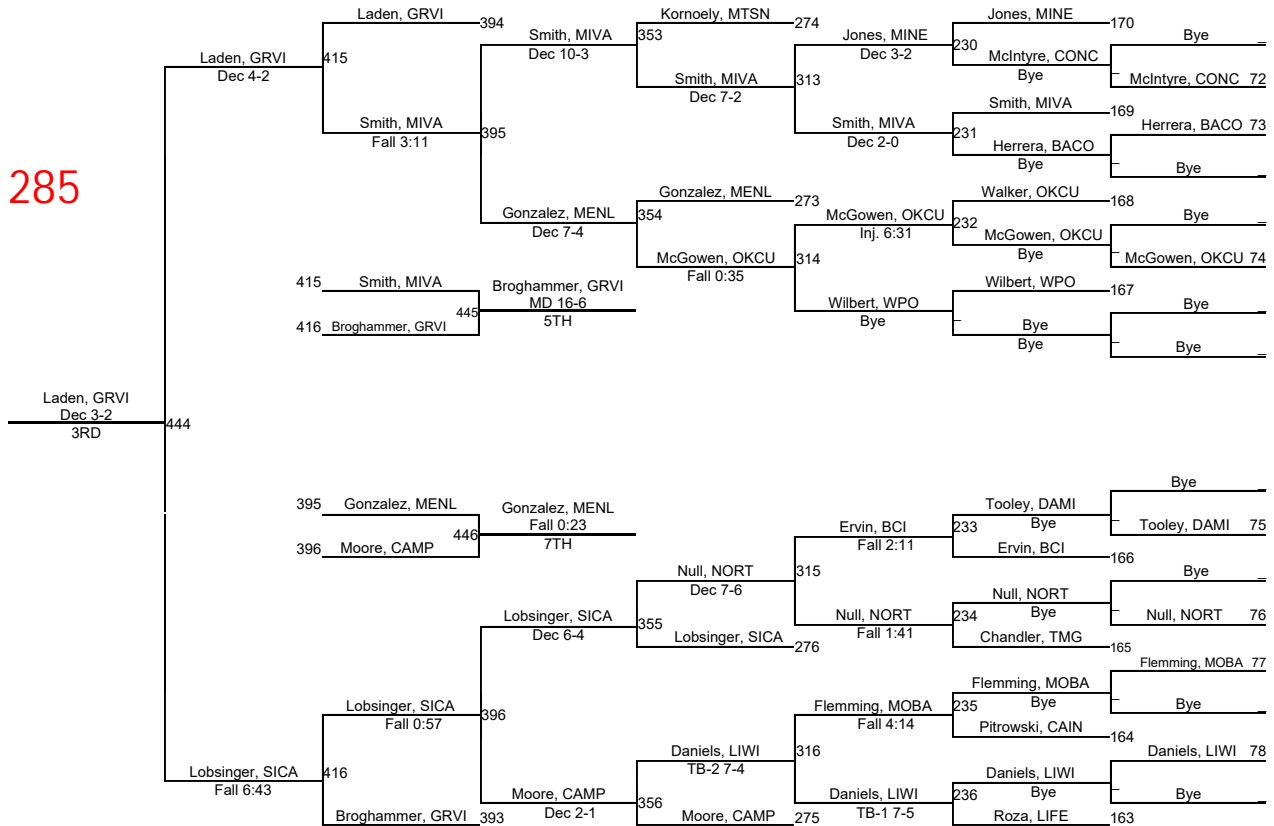 Laden, GRVI
394
Kornoely, MTSN
274
Jones, MINE
170
Smith, MIVA
353
Jones, MINE
230
Bye
_
Laden, GRVI
415
Dec 10-3
Dec 3-2
McIntyre, CONC
_
Dec 4-2
Smith, MIVA
313
Bye
McIntyre, CONC 72
Dec 7-2
Smith, MIVA
169
Smith, MIVA
395
Smith, MIVA
231
Herrera, BACO 73
Fall 3:11
Dec 2-0
Herrera, BACO
_
Bye
Bye
_
285
Gonzalez, MENL
273
Walker, OKCU
168
Gonzalez, MENL
354
McGowen, OKCU
232
Bye
_
Dec 7-4
Inj. 6:31
McGowen, OKCU
_
McGowen, OKCU
314
Bye
McGowen, OKCU 74
Fall 0:35
415
Smith, MIVA
Broghammer, GRVI
Wilbert, WPO
167
445
MD 16-6
Wilbert, WPO
_
Bye
_
416
Broghammer, GRVI
5TH
Bye
Bye
_
Bye
Bye
_
Laden, GRVI
Dec 3-2
444
3RD
Bye
_
395
Gonzalez, MENL
Gonzalez, MENL
Tooley, DAMI
_
446
Fall 0:23
Ervin, BCI
233
Bye
Tooley, DAMI
75
396
Moore, CAMP
7TH
Fall 2:11
Ervin, BCI
166
Null, NORT
315
Bye
_
Dec 7-6
Null, NORT
_
Lobsinger, SICA
355
Null, NORT
234
Bye
Null, NORT
76
Dec 6-4
Lobsinger, SICA
276
Fall 1:41
Chandler, TMG
165
Flemming, MOBA 77
Flemming, MOBA
_
Lobsinger, SICA
396
Flemming, MOBA
235
Bye
Bye
_
Fall 0:57
Fall 4:14
Pitrowski, CAIN
164
Daniels, LIWI
316
Daniels, LIWI 78
TB-2 7-4
Lobsinger, SICA
416
Daniels, LIWI
_
Fall 6:43
Moore, CAMP
356
Daniels, LIWI
236
Bye
Bye
_
Dec 2-1
TB-1 7-5
Broghammer, GRVI
393
Moore, CAMP
275
Roza, LIFE
163